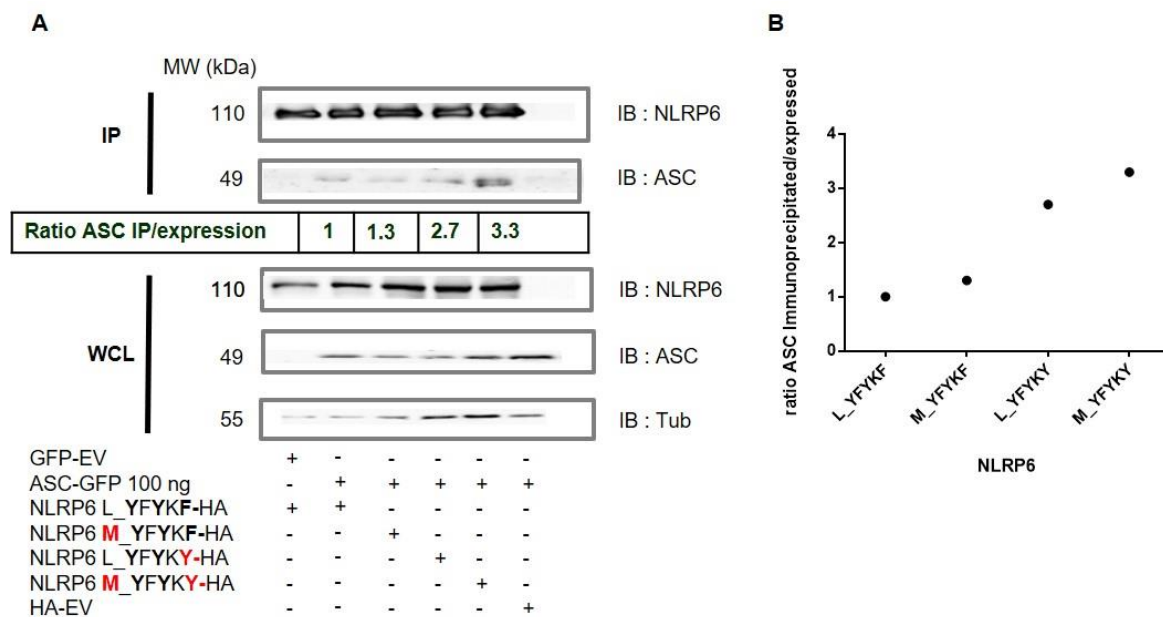 A
MW (kDa)
IP
110
IB : NLRP6
49
IB : ASC
Ratio ASC IP/expression 1 1.3 2.7 3.3
WCL
110
IB : NLRP6
49
IB : ASC
55
IB : Tub
GFP-EV + - - - - -
ASC-GFP 100 ng - + + + + +
NLRP6 L_YFYKF-HA + + - - - -
NLRP6 M_YFYKF-HA - - + - - -
NLRP6 L_YFYKY-HA - - - + - -
NLRP6 M_YFYKY-HA - - - - + -
HA-EV - - - - - +
B
ratio ASC Immunoprecipitated/expressed
4
3
2
1
0
L_YFYKF
M_YFYKF
L_YFYKY
M_YFYKY
NLRP6